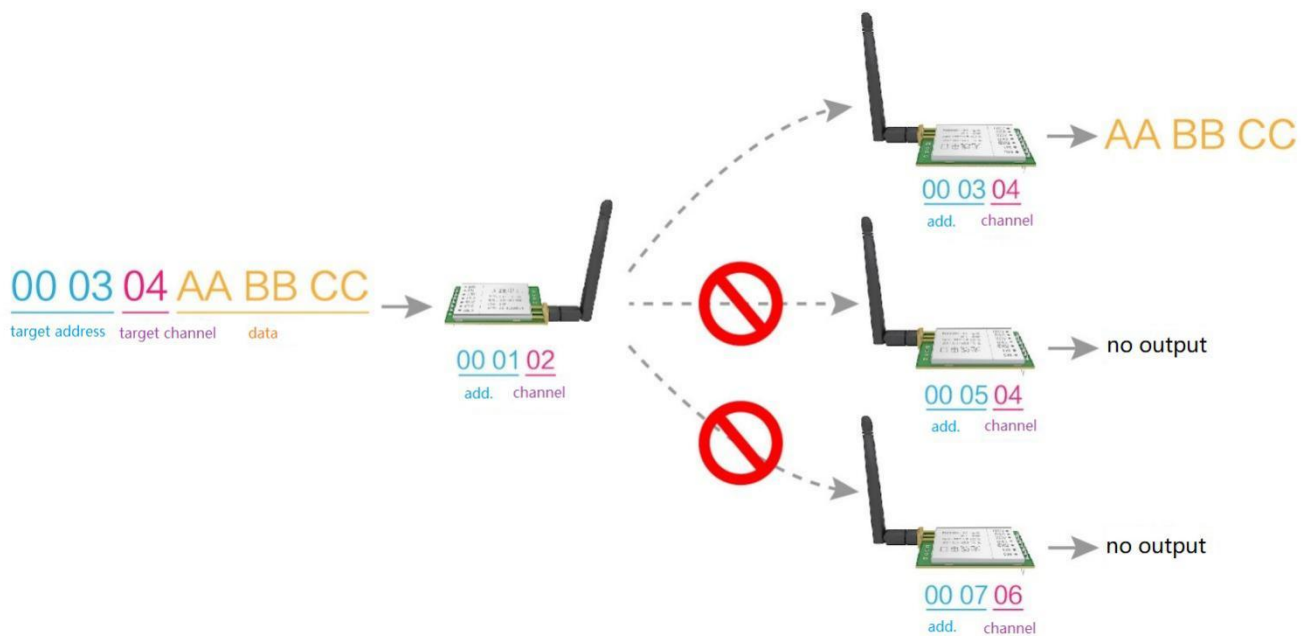 00 03 04 AA BB CC
target address target channel data
00 01 02
add. channel
AA BB CC
00 03 04
add. channel
no output
00 05 04
add. channel
no output
00 07 06
add. channel